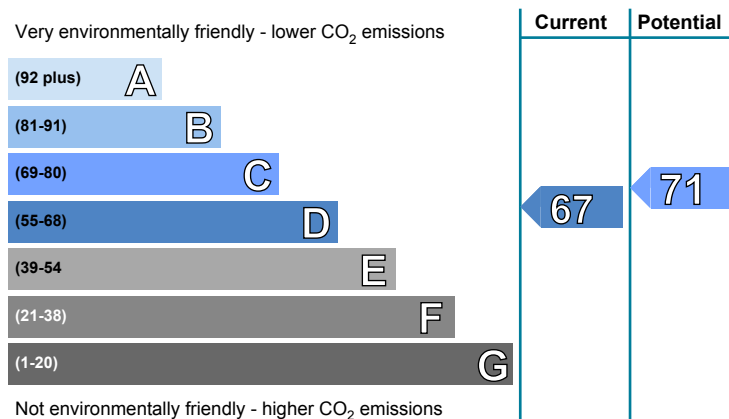 Very environmentally friendly - lower CO2 emissions
Current
Potential
(92 plus) A
(81-91) B
(69-80) C
(55-68) D
(39-54 E
(21-38) F
(1-20) G
67
71
Not environmentally friendly - higher CO2 emissions